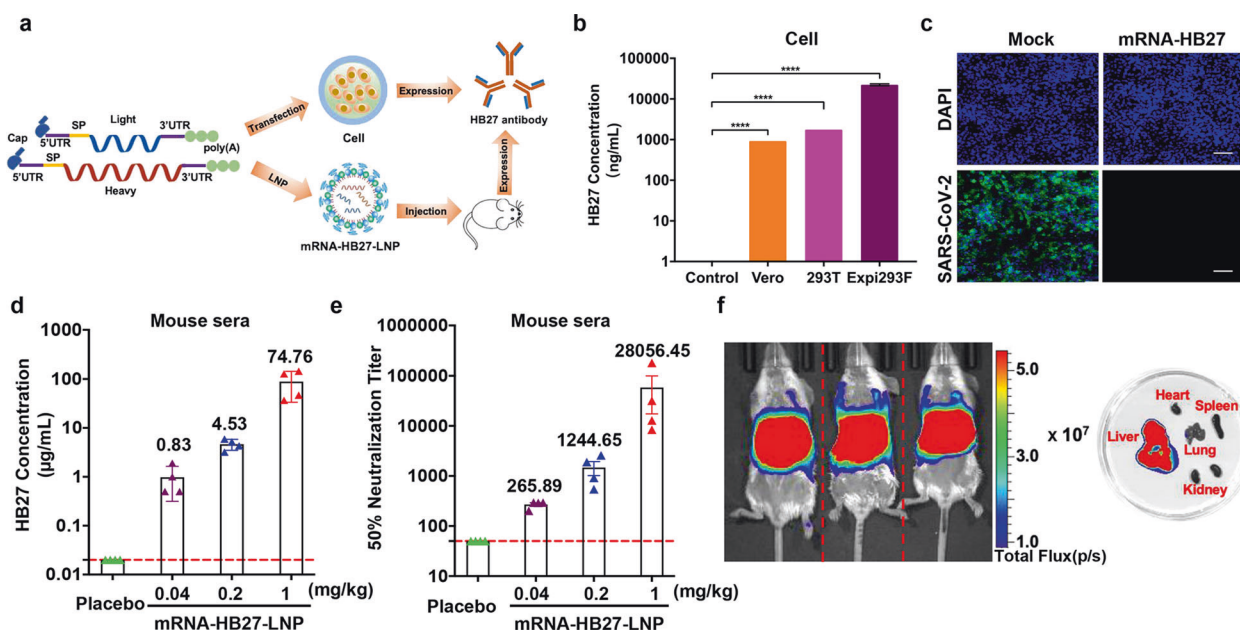 a
Cap
5'UTR
SP
Light
3'UTR
poly(A)
5'UTR
SP
Heavy
3'UTR
Transfection
LNP
Cell
mRNA-HB27-LNP
Expression
Injection
Expression
HB27 antibody
b
Cell
HB27 Concentration
(ng/mL)
100000
10000
1000
100
10
1
****
****
****
Control Vero 293T Expi293F
c
Mock mRNA-HB27
DAPI
SARS-CoV-2
d
Mouse sera
HB27 Concentration
(µg/mL)
1000
100
10
1
0.1
0.01
0.83
4.53
74.76
Placebo 0.04 0.2 1 (mg/kg)
mRNA-HB27-LNP
e
Mouse sera
50% Neutralization Titer
1000000
100000
10000
1000
100
10
265.89
1244.65
28056.45
Placebo 0.04 0.2 1 (mg/kg)
mRNA-HB27-LNP
f
5.0
3.0
1.0
x 10⁷
Total Flux(p/s)
Heart
Spleen
Liver
Lung
Kidney